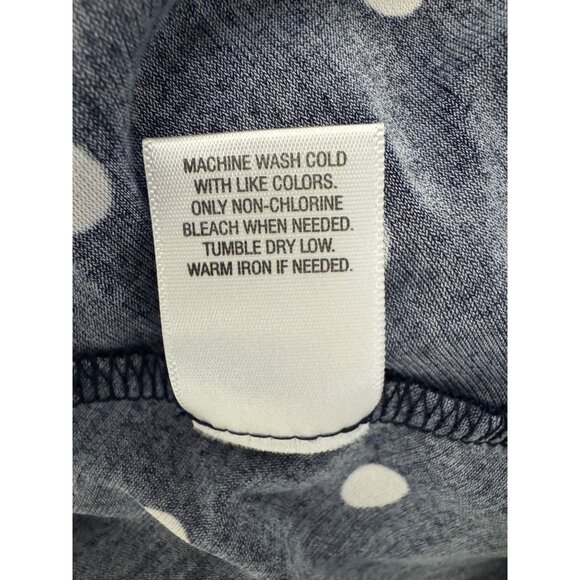 MACHINE WASH COLD
WITH LIKE COLORS.
ONLY NON-CHLORINE
BLEACH WHEN NEEDED.
TUMBLE DRY LOW.
WARM IRON IF NEEDED.